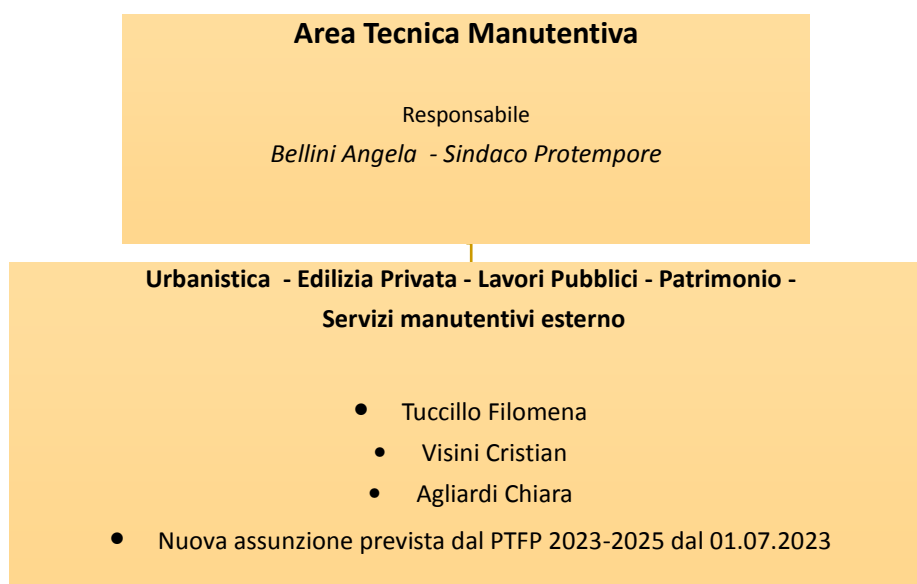 Area Tecnica Manutentiva
Responsabile
Bellini Angela - Sindaco Protempore
Urbanistica - Edilizia Privata - Lavori Pubblici - Patrimonio -
Servizi manutentivi esterno
• Tuccillo Filomena
• Visini Cristian
• Agliardi Chiara
• Nuova assunzione prevista dal PTFP 2023-2025 dal 01.07.2023